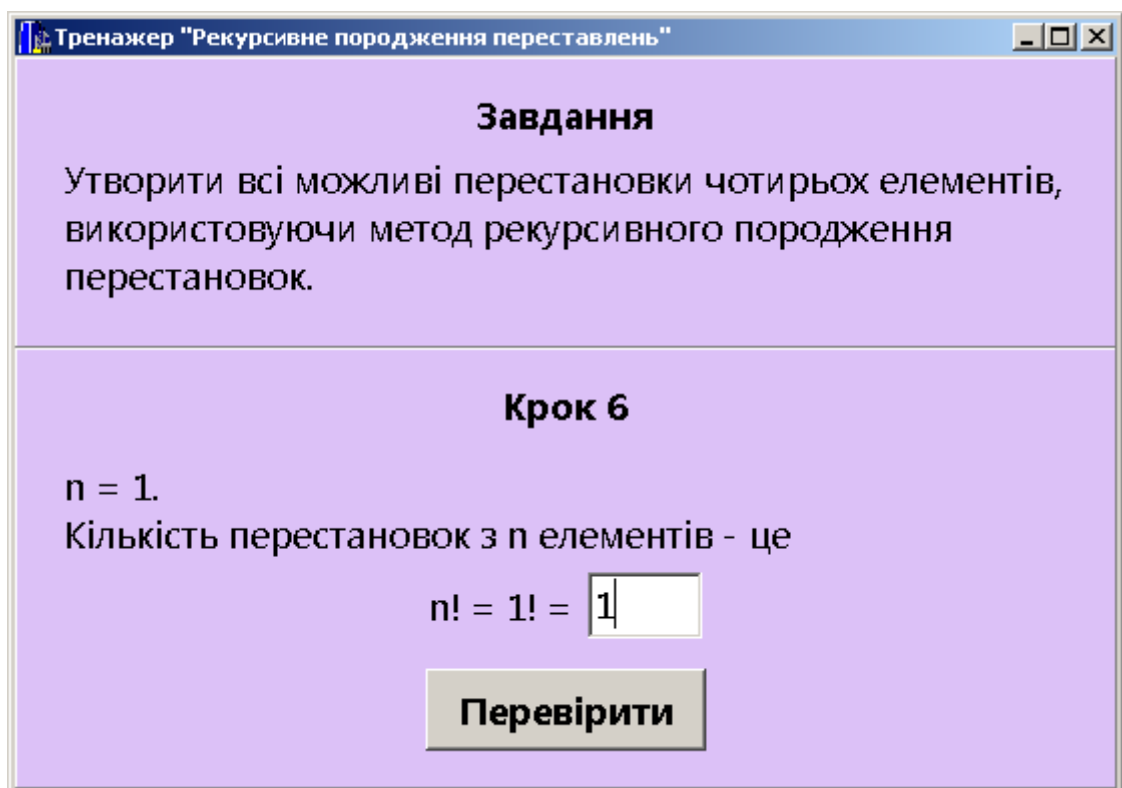 Тренажер "Рекурсивне породження переставлень"
Завдання
Утворити всі можливі перестановки чотирьох елементів,
використовуючи метод рекурсивного породження
перестановок.
Крок 6
n = 1.
Кількість перестановок з n елементів - це
n! = 1! = 1
Перевірити